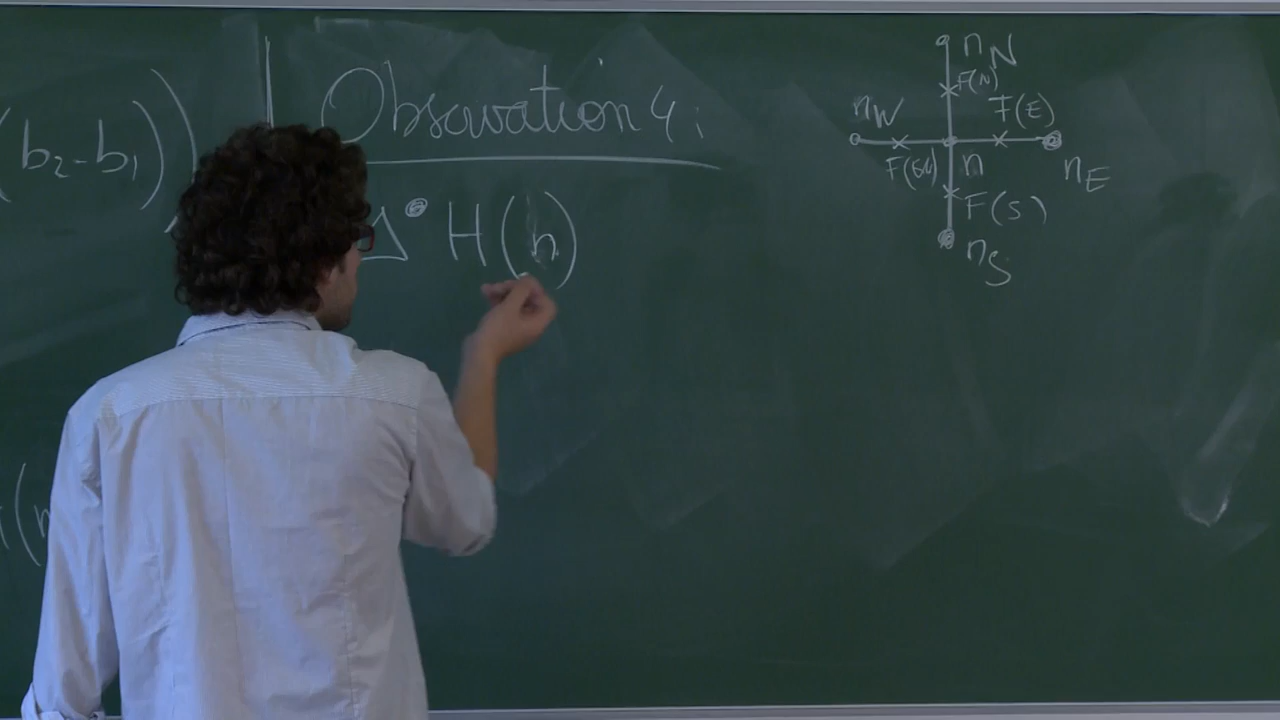 (b₂-b₁))
Observation 4:
Δ• H(n)
n_N
F(N)
n_W
F(E)
F(W)
n
n_E
F(S)
n_S